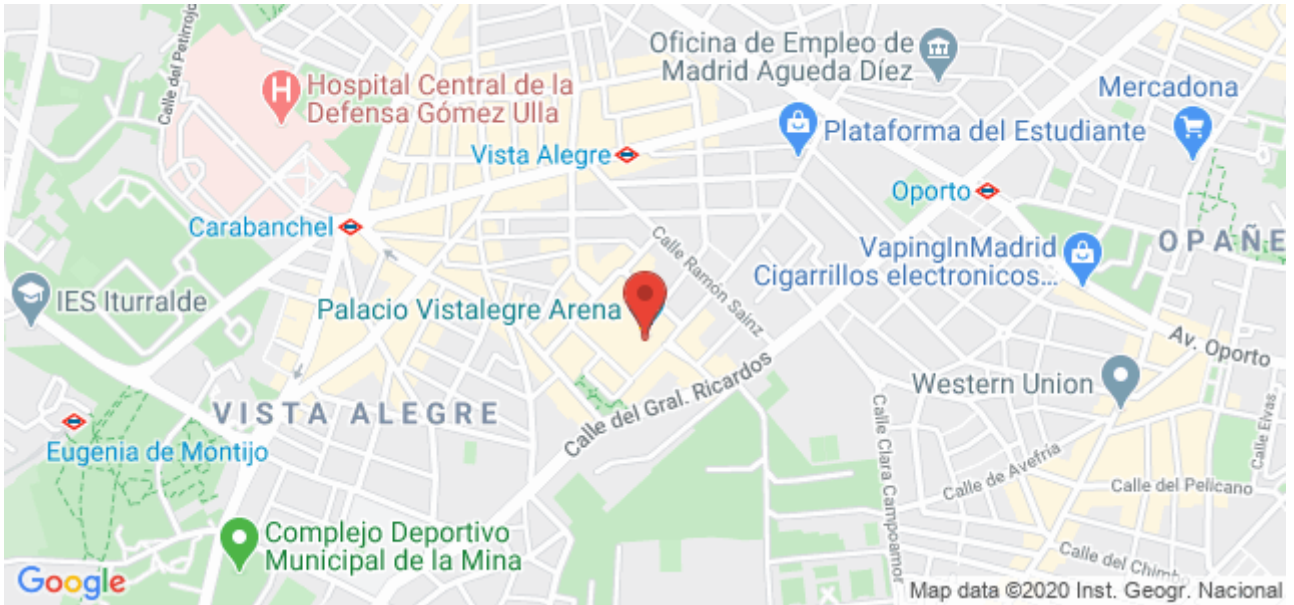 Calle del Petirrojo
Oficina de Empleo de
Madrid Agueda Díez
Hospital Central de la
Defensa Gómez Ulla
Mercadona
Plataforma del Estudiante
Vista Alegre
Oporto
Carabanchel
Calle Ramón Sainz
VapingInMadrid
Cigarrillos electronicos...
OPAÑE
IES Iturralde
Palacio Vistalegre Arena
Av. Oporto
Calle del Gral. Ricardos
Western Union
VISTA ALEGRE
Calle Clara Campoamor
Calle Elvas
Eugenia de Montijo
Calle de Avefría
Calle del Pelicano
Complejo Deportivo
Municipal de la Mina
Calle del Chimbo
Google
Map data ©2020 Inst. Geogr. Nacional